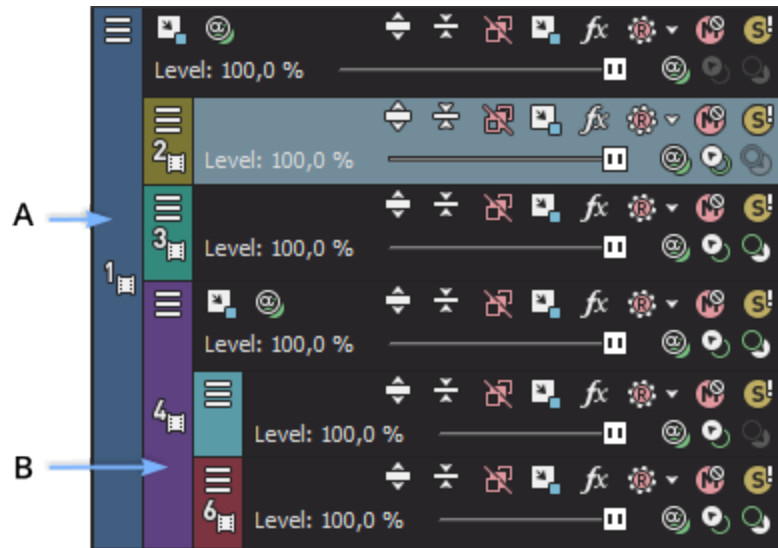 Level: 100,0 %
2 Level: 100,0 %
A
3 Level: 100,0 %
1
Level: 100,0 %
4
Level: 100,0 %
B
6 Level: 100,0 %